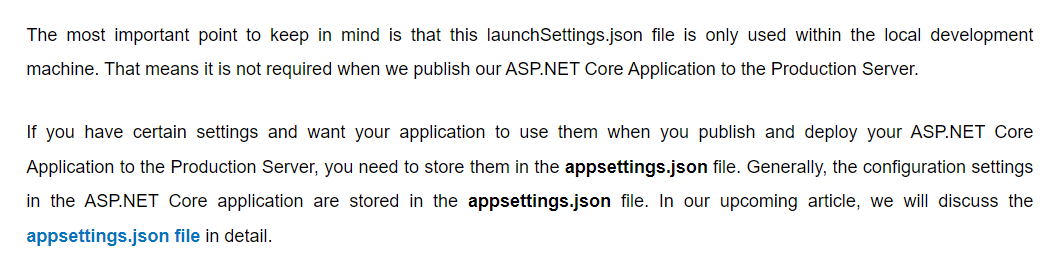 The most important point to keep in mind is that this launchSettings.json file is only used within the local development
machine. That means it is not required when we publish our ASP.NET Core Application to the Production Server.
If you have certain settings and want your application to use them when you publish and deploy your ASP.NET Core
Application to the Production Server, you need to store them in the appsettings.json file. Generally, the configuration settings
in the ASP.NET Core application are stored in the appsettings.json file. In our upcoming article, we will discuss the
appsettings.json file in detail.